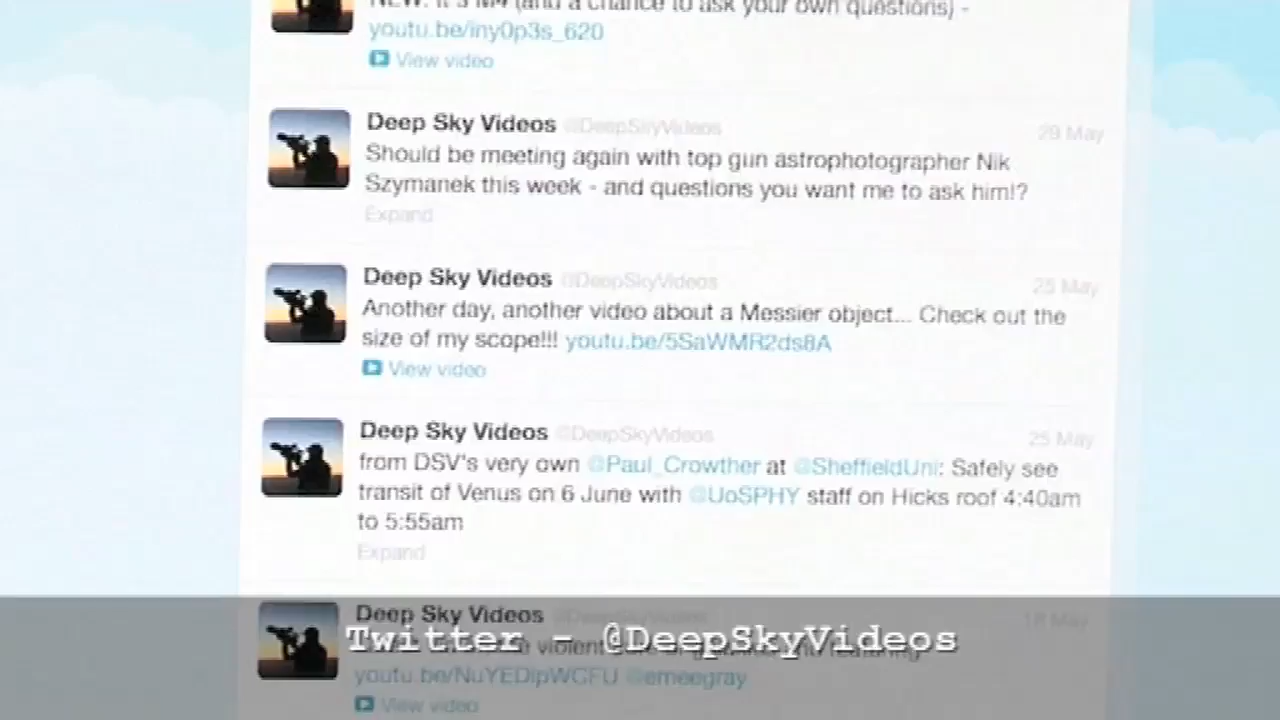 NEW: It's M4 (and a chance to ask your own questions) -
youtu.be/iny0p3s_620
View video
Deep Sky Videos @DeepSkyVideos 29 May
Should be meeting again with top gun astrophotographer Nik
Szymanek this week - and questions you want me to ask him!?
Expand
Deep Sky Videos @DeepSkyVideos 25 May
Another day, another video about a Messier object... Check out the
size of my scope!!! youtu.be/5SaWMR2ds8A
View video
Deep Sky Videos @DeepSkyVideos 25 May
from DSV's very own @Paul_Crowther at @SheffieldUni: Safely see
transit of Venus on 6 June with @UoSPHY staff on Hicks roof 4:40am
to 5:55am
Expand
Deep Sky Videos @DeepSkyVideos 18 May
violent
Twitter - @DeepSkyVideos
youtu.be/NuYEDipWCFU @emeegray
View video